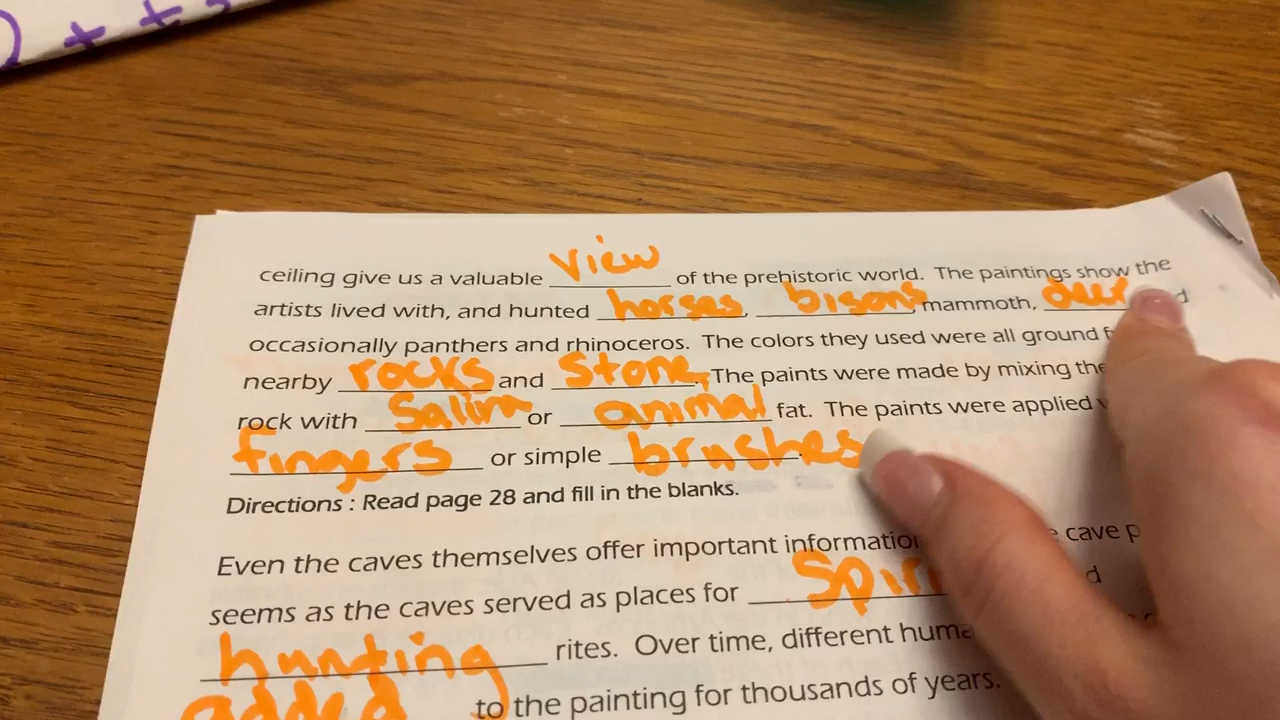 ceiling give us a valuable view of the prehistoric world. The paintings show the
artists lived with, and hunted horses, bisons, mammoth, deer
occasionally panthers and rhinoceros. The colors they used were all ground
nearby rocks and Stone. The paints were made by mixing the
rock with Saliva or animal fat. The paints were applied
fingers or simple brushes.
Directions : Read page 28 and fill in the blanks.
Even the caves themselves offer important cave
seems as the caves served as places for
hunting rites. Over time, different
added to the painting for thousands of years.